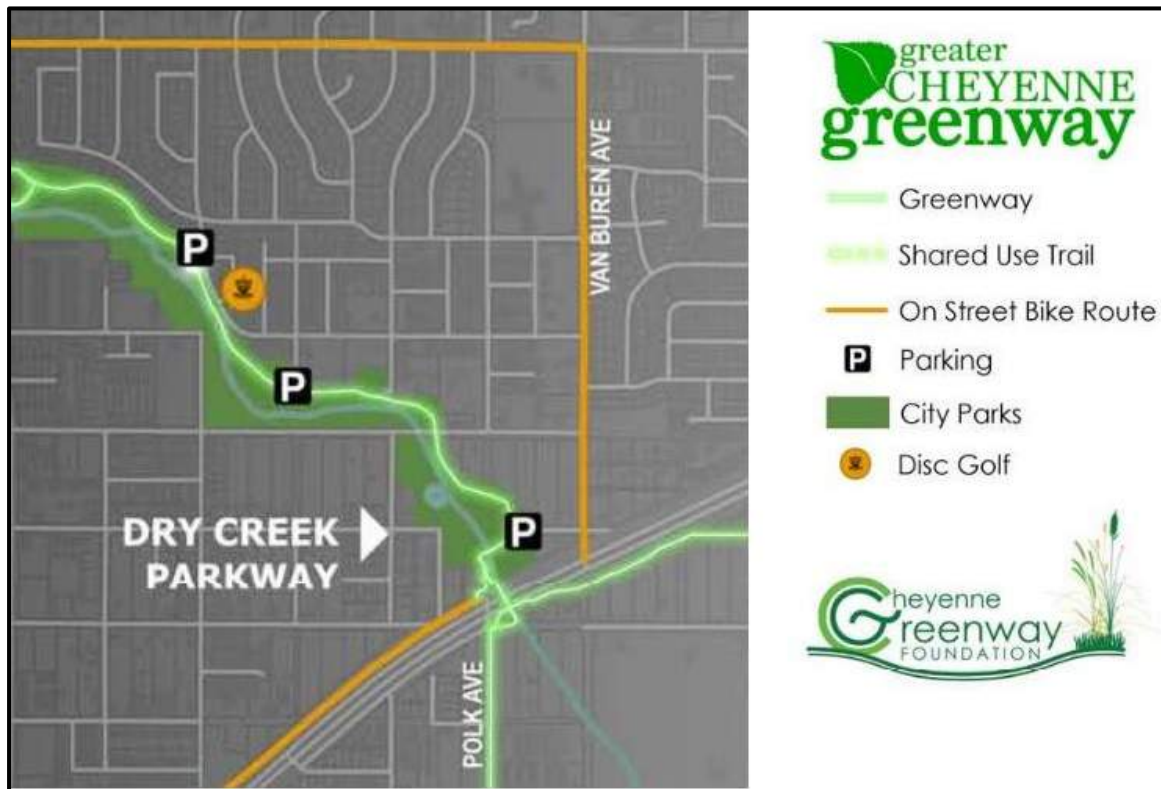 VAN BUREN AVE
P
P
P
DRY CREEK
PARKWAY
POLK AVE
greater
CHEYENNE
greenway
Greenway
Shared Use Trail
On Street Bike Route
P Parking
City Parks
Disc Golf
Cheyenne
Greenway
FOUNDATION